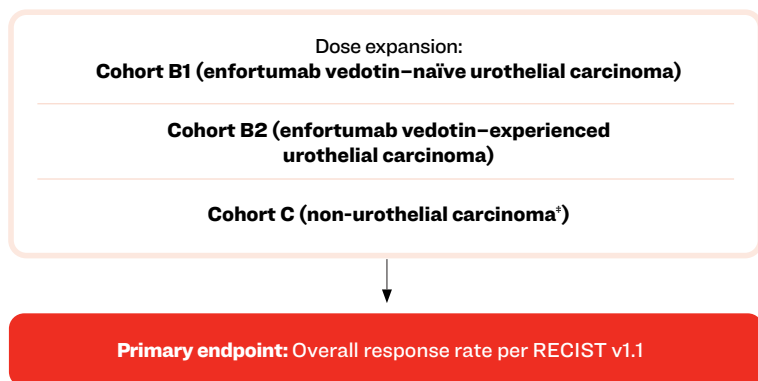 Dose expansion:
Cohort B1 (enfortumab vedotin–naïve urothelial carcinoma)
Cohort B2 (enfortumab vedotin–experienced
urothelial carcinoma)
Cohort C (non-urothelial carcinoma‡)
Primary endpoint: Overall response rate per RECIST v1.1